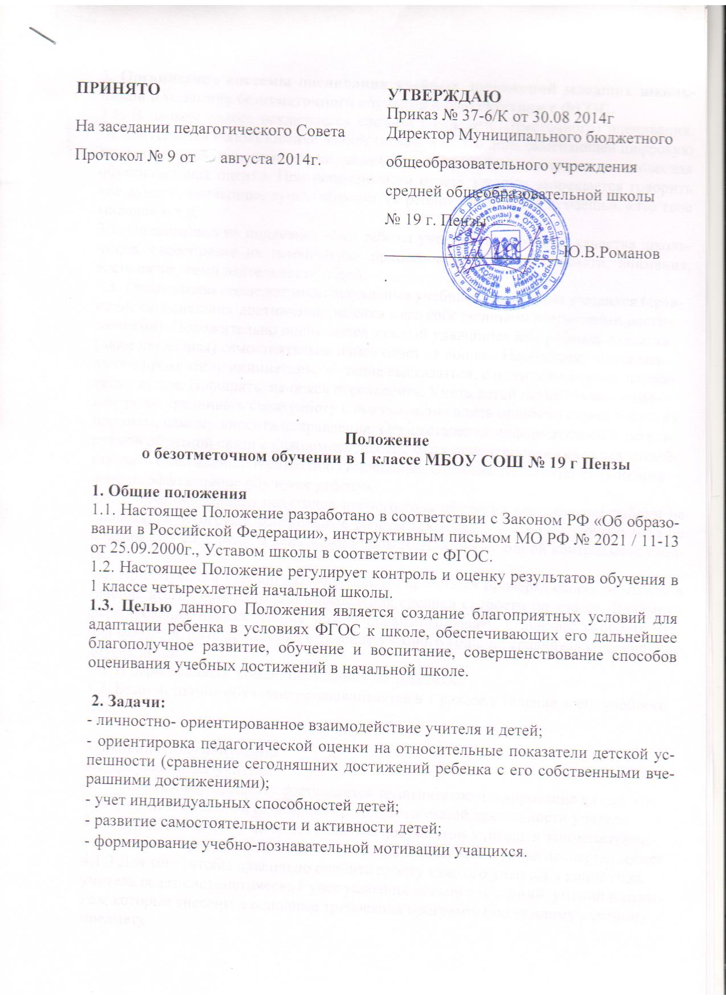 ПРИНЯТО
На заседании педагогического Совета
Протокол № 9 от августа 2014г.
УТВЕРЖДАЮ
Приказ № 37-6/К от 30.08 2014г
Директор Муниципального бюджетного
общеобразовательного учреждения
средней общеобразовательной школы
№ 19 г. Пензы
Ю.В.Романов
Положение
о безотметочном обучении в 1 классе МБОУ СОШ № 19 г Пензы
1. Общие положения
1.1. Настоящее Положение разработано в соответствии с Законом РФ «Об образо-
вании в Российской Федерации», инструктивным письмом МО РФ № 2021 / 11-13
от 25.09.2000г., Уставом школы в соответствии с ФГОС.
1.2. Настоящее Положение регулирует контроль и оценку результатов обучения в
1 классе четырехлетней начальной школы.
1.3. Целью данного Положения является создание благоприятных условий для
адаптации ребенка в условиях ФГОС к школе, обеспечивающих его дальнейшее
благополучное развитие, обучение и воспитание, совершенствование способов
оценивания учебных достижений в начальной школе.
2. Задачи:
- личностно- ориентированное взаимодействие учителя и детей;
- ориентировка педагогической оценки на относительные показатели детской ус-
пешности (сравнение сегодняшних достижений ребенка с его собственными вче-
рашними достижениями);
- учет индивидуальных способностей детей;
- развитие самостоятельности и активности детей;
- формирование учебно-познавательной мотивации учащихся.